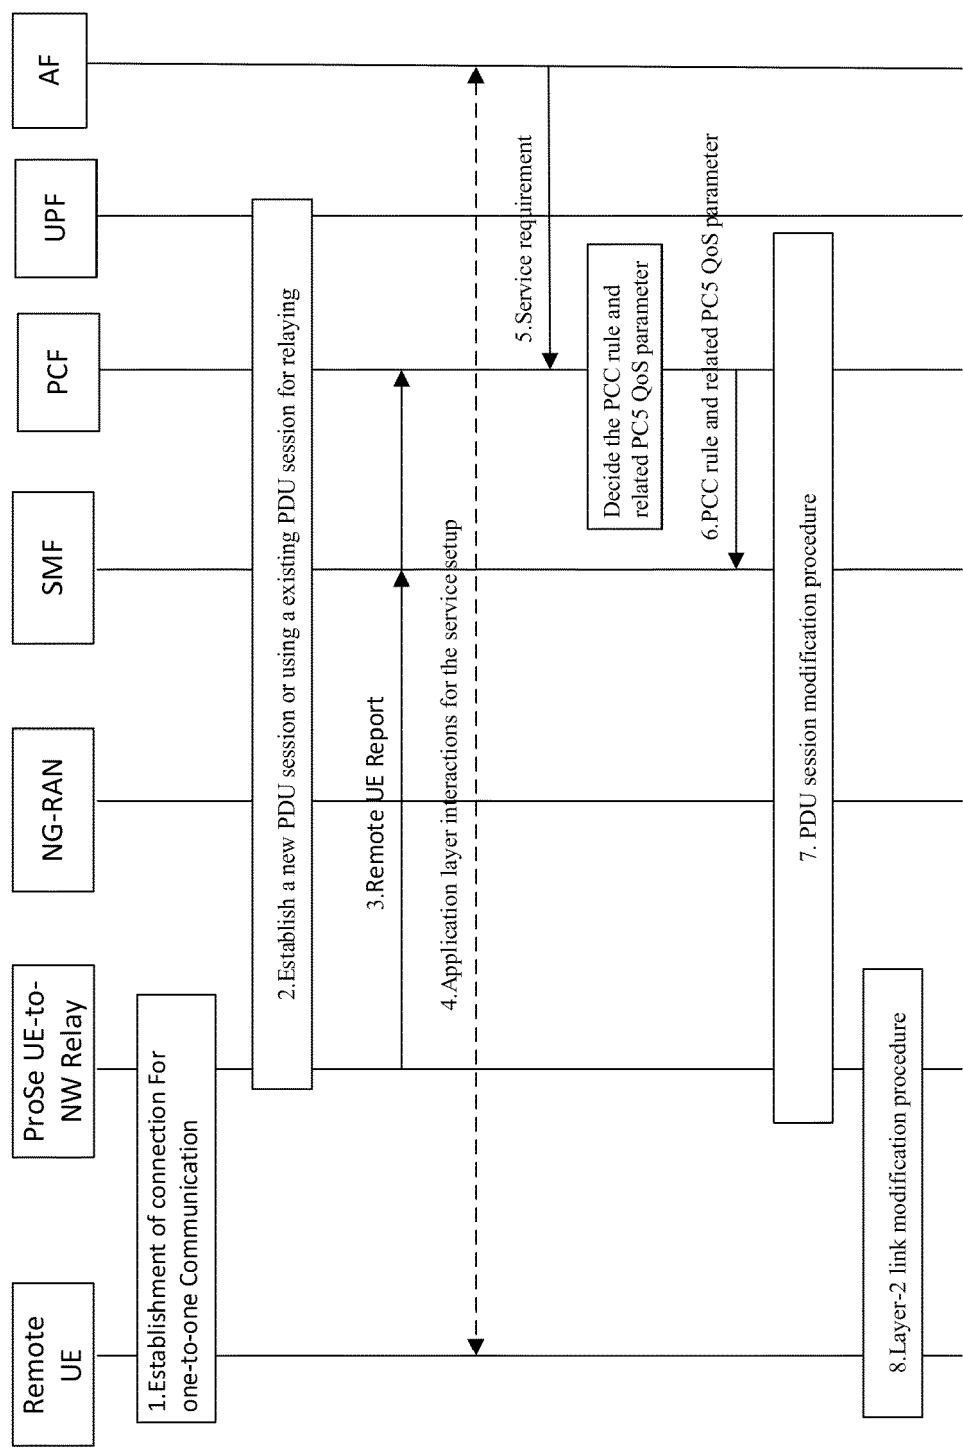 Remote
UE
ProSe UE-to-
NW Relay
NG-RAN
SMF
PCF
UPF
AF
1.Establishment of connection For
one-to-one Communication
2.Establish a new PDU session or using a existing PDU session for relaying
3.Remote UE Report
4.Application layer interactions for the service setup
5.Service requirement
Decide the PCC rule and
related PC5 QoS parameter
6.PCC rule and related PC5 QoS parameter
7. PDU session modification procedure
8.Layer-2 link modification procedure